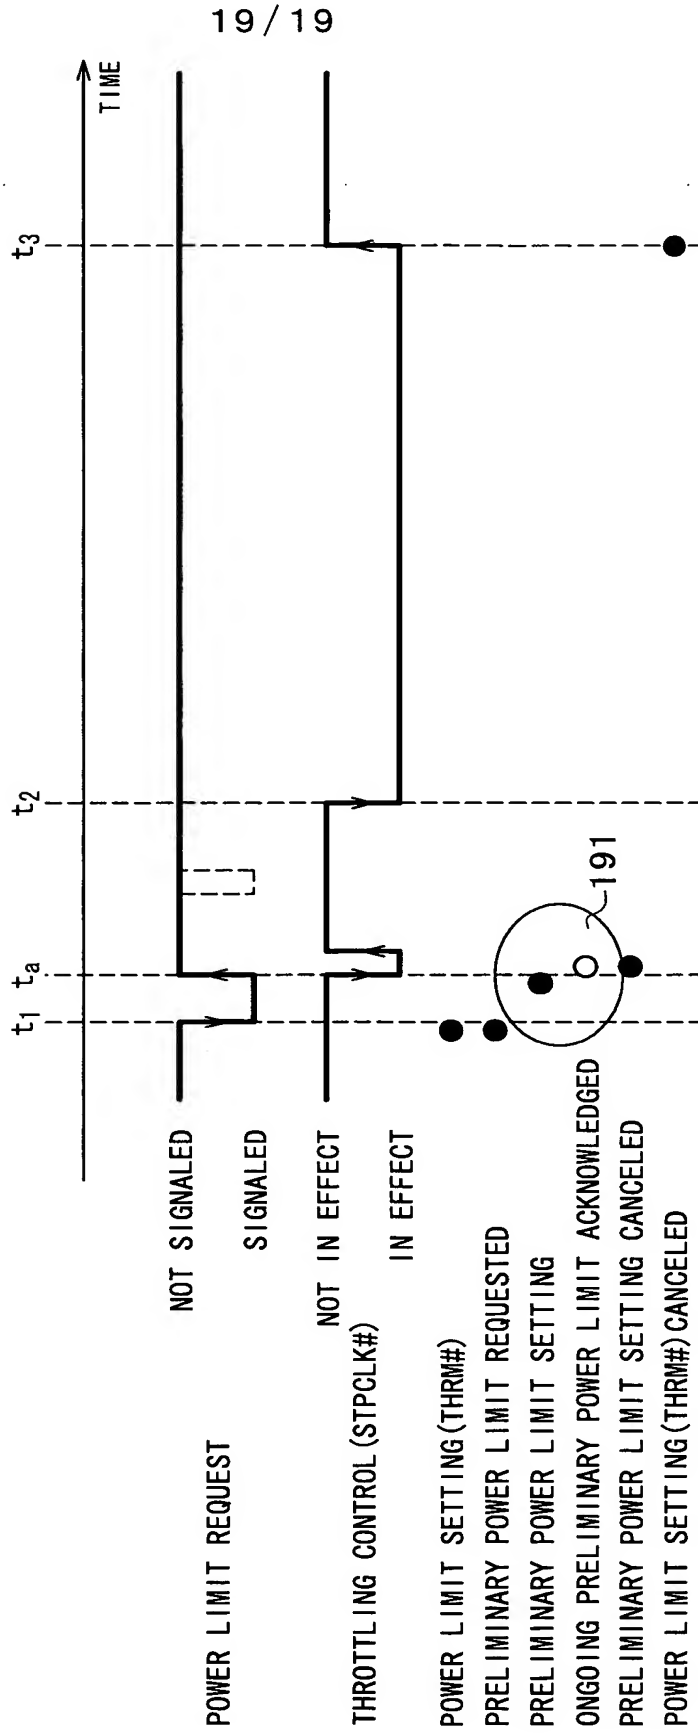 19/19
TIME
t1
ta
t2
t3
POWER LIMIT REQUEST
NOT SIGNALED
SIGNALED
THROTTLING CONTROL(STPCLK#)
NOT IN EFFECT
IN EFFECT
POWER LIMIT SETTING(THRM#)
PRELIMINARY POWER LIMIT REQUESTED
PRELIMINARY POWER LIMIT SETTING
ONGOING PRELIMINARY POWER LIMIT ACKNOWLEDGED
PRELIMINARY POWER LIMIT SETTING CANCELED
POWER LIMIT SETTING(THRM#)CANCELED
191